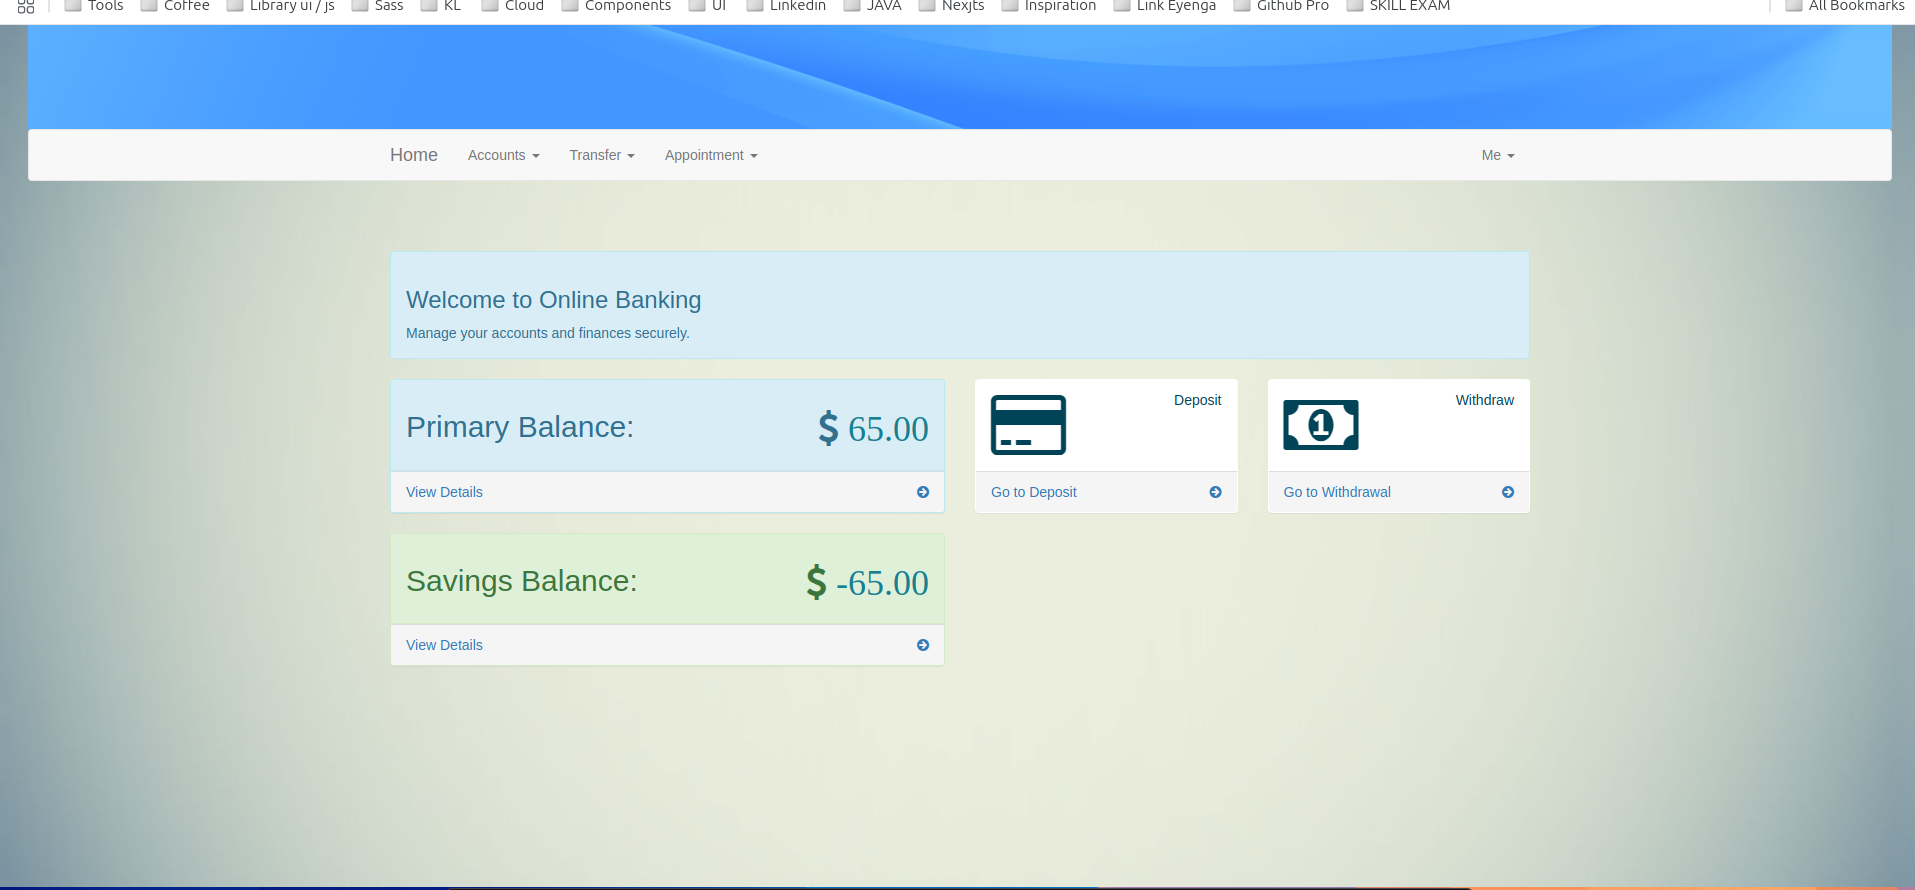 Tools Coffee Library ui / js Sass KL Cloud Components UI Linkedin JAVA Nexjts Inspiration Link Eyenga Github Pro SKILL EXAM All Bookmarks
Home Accounts Transfer Appointment Me
Welcome to Online Banking
Manage your accounts and finances securely.
Primary Balance: $ 65.00
View Details
Deposit
Go to Deposit
Withdraw
1
Go to Withdrawal
Savings Balance: $ -65.00
View Details